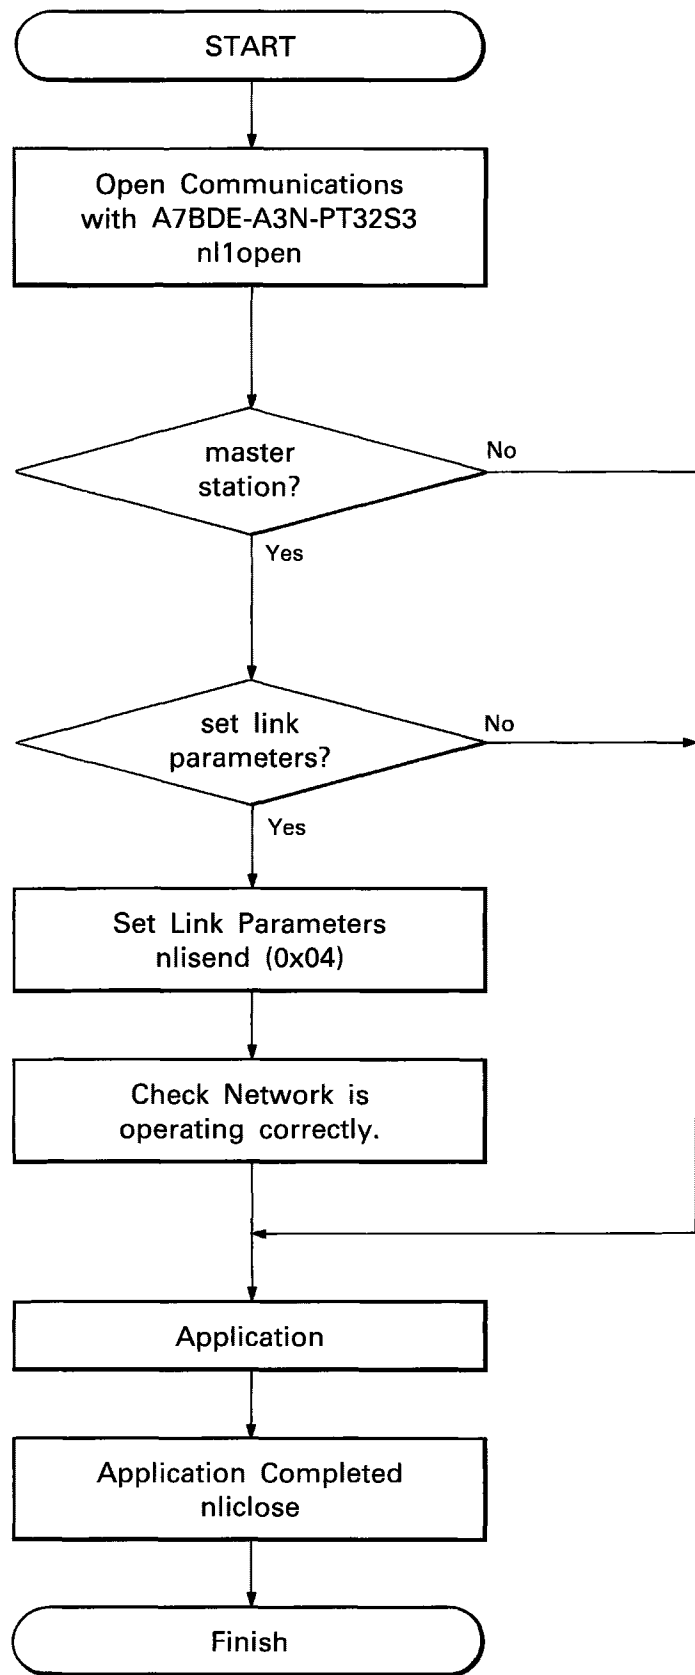 START
Open Communications
with A7BDE-A3N-PT32S3
nl1open
master
station?
No
Yes
set link
parameters?
No
Yes
Set Link Parameters
nlisend (0x04)
Check Network is
operating correctly.
Application
Application Completed
nliclose
Finish